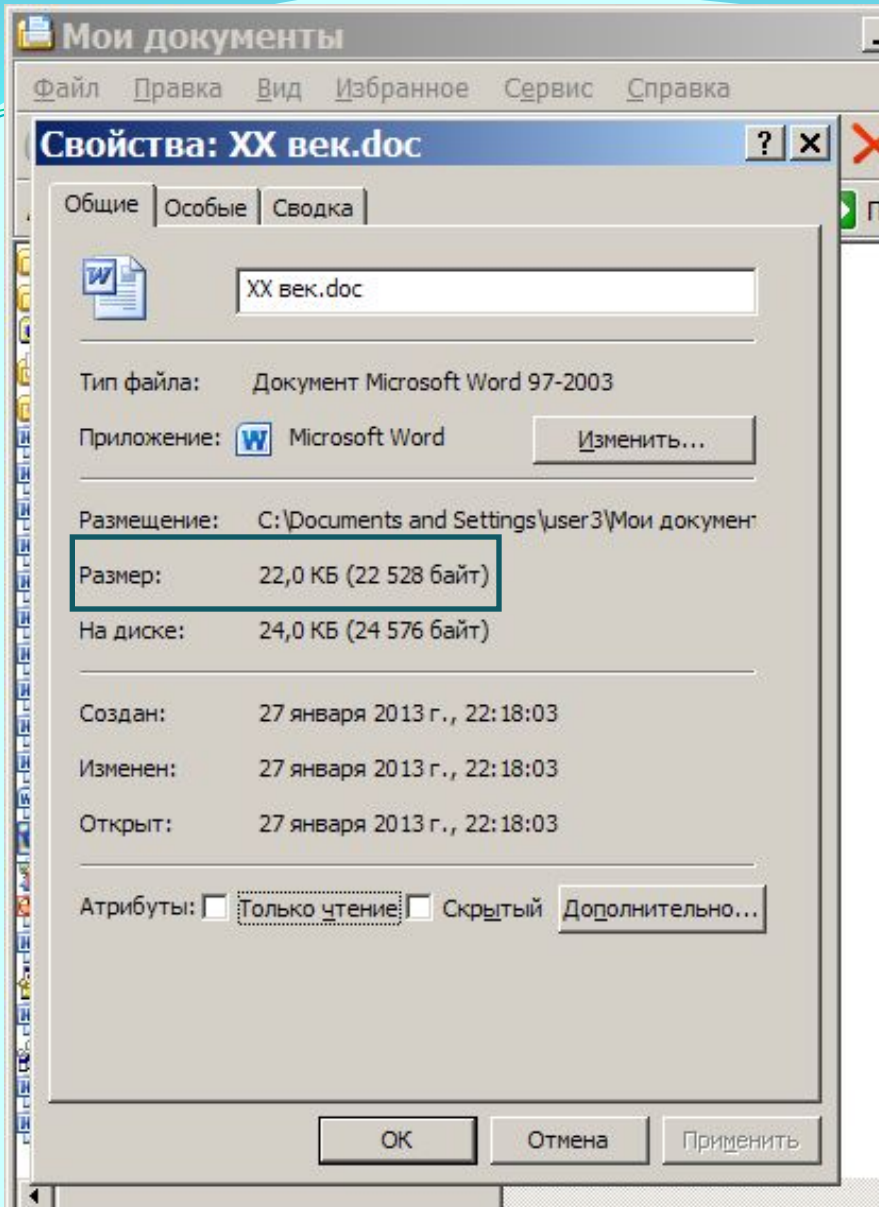 Мои документы
Файл Правка Вид Избранное Сервис Справка
Свойства: XX век.doc
Общие Особые Сводка
XX век.doc
Тип файла: Документ Microsoft Word 97-2003
Приложение: Microsoft Word Изменить...
Размещение: C:\Documents and Settings\user3\Мои документ
Размер: 22,0 КБ (22 528 байт)
На диске: 24,0 КБ (24 576 байт)
Создан: 27 января 2013 г., 22:18:03
Изменен: 27 января 2013 г., 22:18:03
Открыт: 27 января 2013 г., 22:18:03
Атрибуты: Только чтение Скрытый Дополнительно...
ОК Отмена Применить